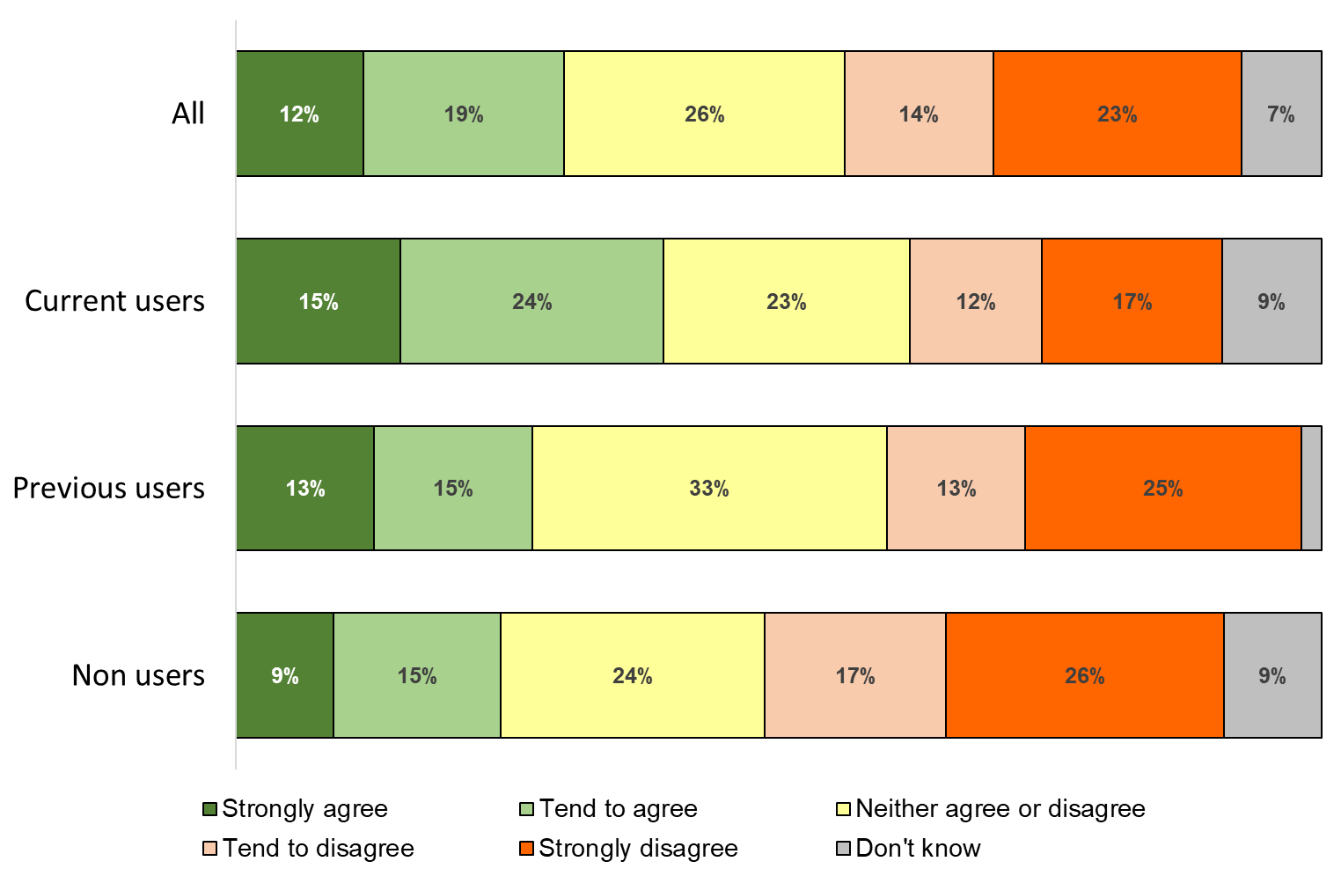 All 12% 19% 26% 14% 23% 7%
Current users 15% 24% 23% 12% 17% 9%
Previous users 13% 15% 33% 13% 25%
Non users 9% 15% 24% 17% 26% 9%
Strongly agree Tend to agree Neither agree or disagree
Tend to disagree Strongly disagree Don't know